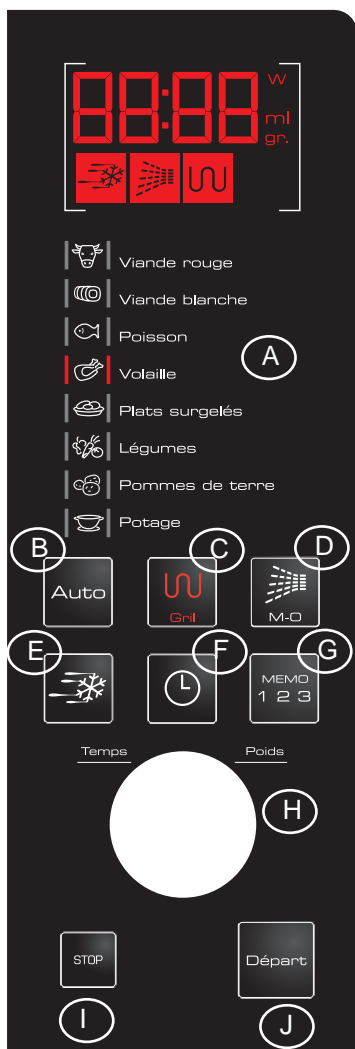 88:88 W
ml
gr.
Viande rouge
Viande blanche
A
Poisson
Volaille
Plats surgelés
Légumes
Pommes de terre
Potage
B C D
Auto Gril M-O
E F G
MEMO
1 2 3
Temps Poids
H
STOP Départ
I J